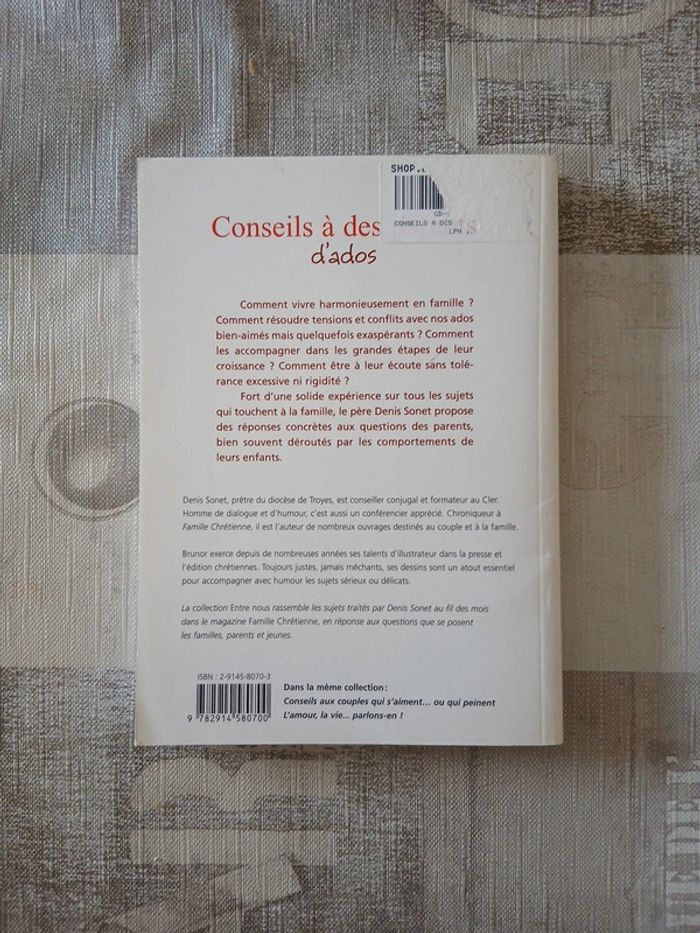 SHOP.
CONSEILS A DES
LPH
Conseils à des ts
d'ados
Comment vivre harmonieusement en famille ?
Comment résoudre tensions et conflits avec nos ados
bien-aimés mais quelquefois exaspérants ? Comment
les accompagner dans les grandes étapes de leur
croissance ? Comment être à leur écoute sans tolé-
rance excessive ni rigidité ?
Fort d'une solide expérience sur tous les sujets
qui touchent à la famille, le père Denis Sonet propose
des réponses concrètes aux questions des parents,
bien souvent déroutés par les comportements de
leurs enfants.
Denis Sonet, prêtre du diocèse de Troyes, est conseiller conjugal et formateur au Cler.
Homme de dialogue et d'humour, c'est aussi un conférencier apprécié. Chroniqueur à
Famille Chrétienne, il est l'auteur de nombreux ouvrages destinés au couple et à la famille.
Brunor exerce depuis de nombreuses années ses talents d'illustrateur dans la presse et
l'édition chrétiennes. Toujours justes, jamais méchants, ses dessins sont un atout essentiel
pour accompagner avec humour les sujets sérieux ou délicats.
La collection Entre nous rassemble les sujets traités par Denis Sonet au fil des mois
dans le magazine Famille Chrétienne, en réponse aux questions que se posent
les familles, parents et jeunes.
ISBN : 2-9145-8070-3
9 782914 580700
Dans la même collection :
Conseils aux couples qui s'aiment... ou qui peinent
L'amour, la vie... parlons-en !